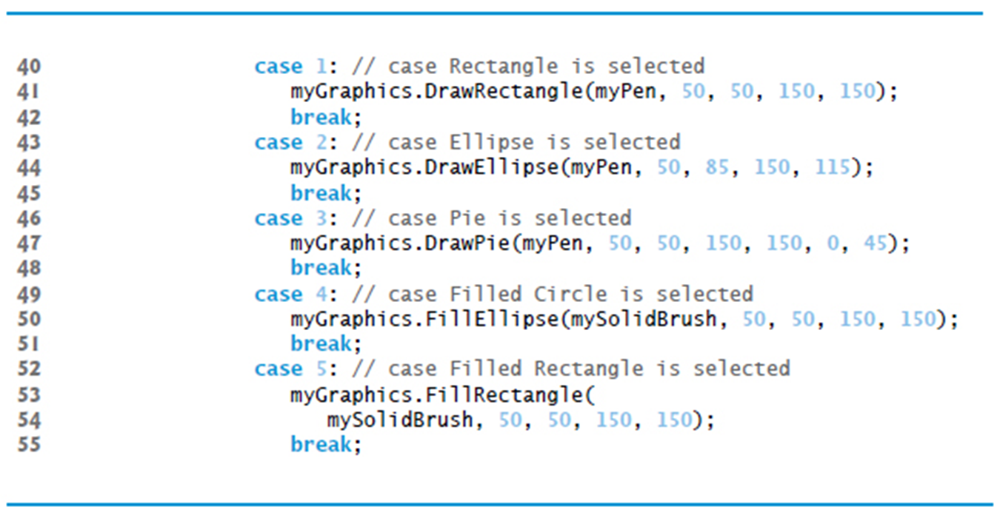 40 case 1: // case Rectangle is selected
41 myGraphics.DrawRectangle(myPen, 50, 50, 150, 150);
42 break;
43 case 2: // case Ellipse is selected
44 myGraphics.DrawEllipse(myPen, 50, 85, 150, 115);
45 break;
46 case 3: // case Pie is selected
47 myGraphics.DrawPie(myPen, 50, 50, 150, 150, 0, 45);
48 break;
49 case 4: // case Filled Circle is selected
50 myGraphics.FillEllipse(mySolidBrush, 50, 50, 150, 150);
51 break;
52 case 5: // case Filled Rectangle is selected
53 myGraphics.FillRectangle(
54 mySolidBrush, 50, 50, 150, 150);
55 break;